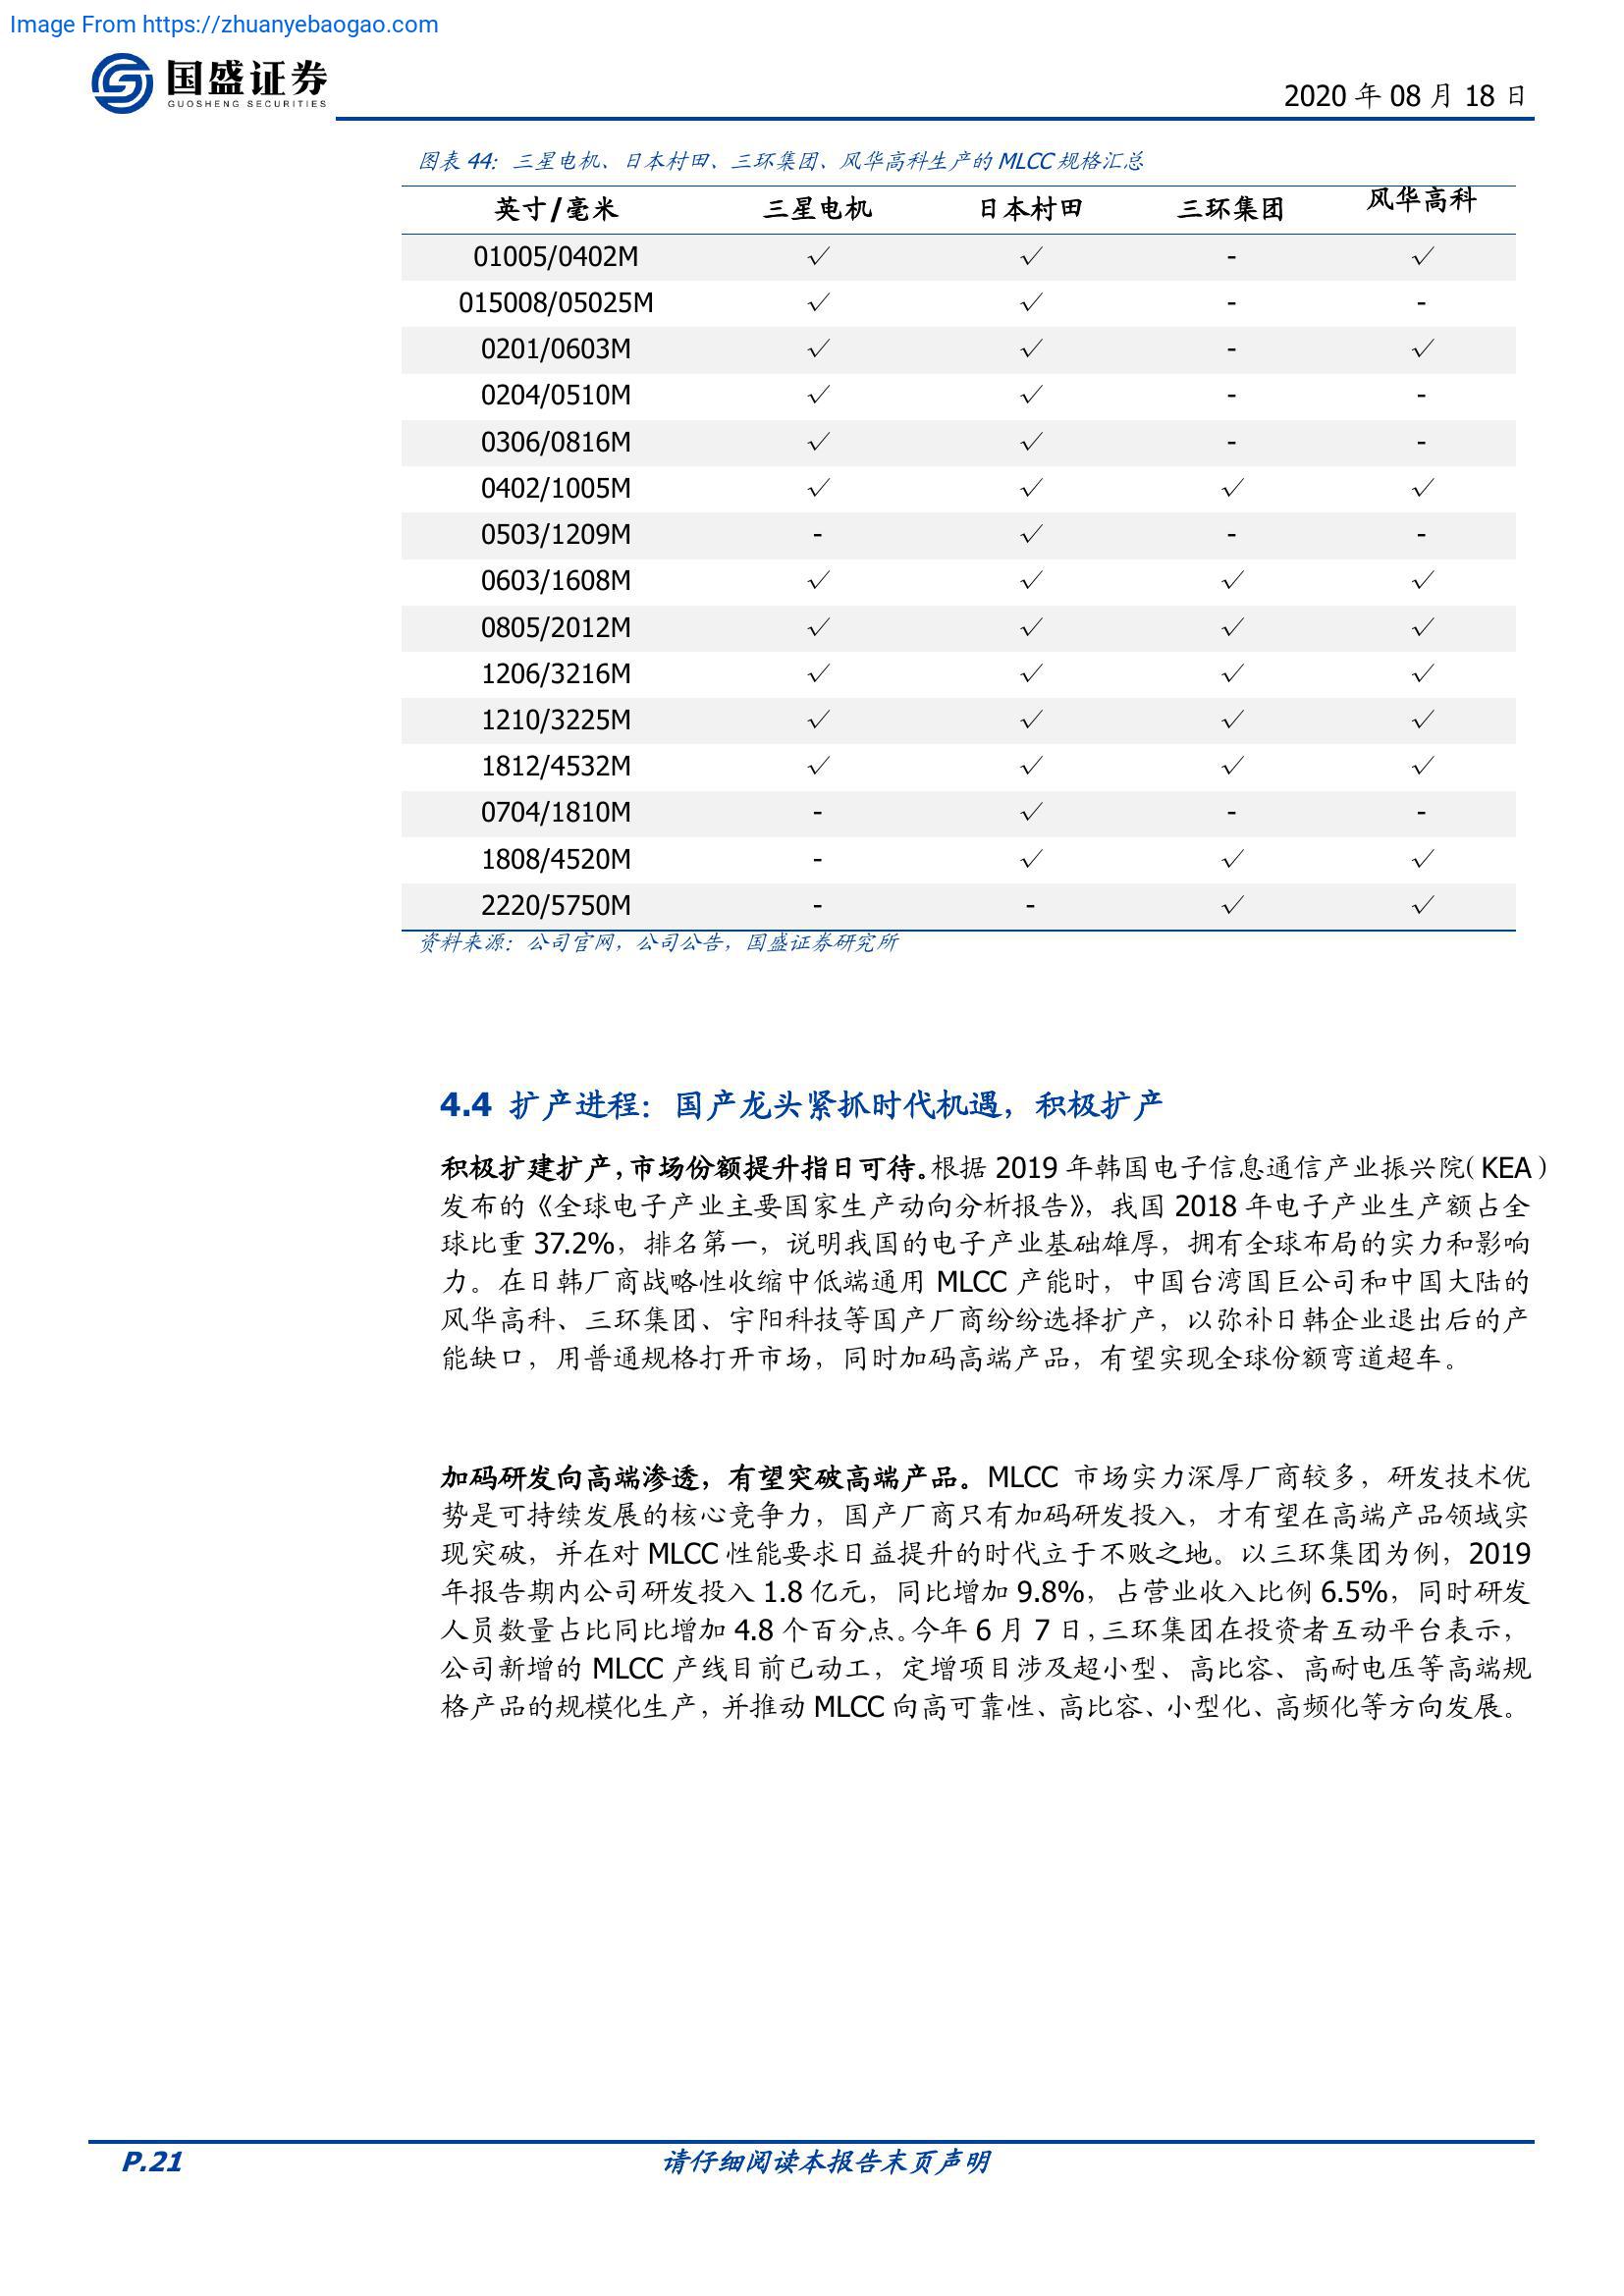 Image From https://zhuanyebaogao.com
国盛证券
GUOSHENG SECURITIES
2020 年 08 月 18 日
图表 44：三星电机、日本村田、三环集团、风华高科生产的 MLCC 规格汇总
英寸/毫米 三星电机 日本村田 三环集团 风华高科
01005/0402M √ √ - √
015008/05025M √ √ - -
0201/0603M √ √ - √
0204/0510M √ √ - -
0306/0816M √ √ - -
0402/1005M √ √ √ √
0503/1209M - √ - -
0603/1608M √ √ √ √
0805/2012M √ √ √ √
1206/3216M √ √ √ √
1210/3225M √ √ √ √
1812/4532M √ √ √ √
0704/1810M - √ - -
1808/4520M - √ √ √
2220/5750M - - √ √
资料来源：公司官网，公司公告，国盛证券研究所
4.4 扩产进程：国产龙头紧抓时代机遇，积极扩产
积极扩建扩产，市场份额提升指日可待。根据 2019 年韩国电子信息通信产业振兴院（KEA）
发布的《全球电子产业主要国家生产动向分析报告》，我国 2018 年电子产业生产额占全
球比重 37.2%，排名第一，说明我国的电子产业基础雄厚，拥有全球布局的实力和影响
力。在日韩厂商战略性收缩中低端通用 MLCC 产能时，中国台湾国巨公司和中国大陆的
风华高科、三环集团、宇阳科技等国产厂商纷纷选择扩产，以弥补日韩企业退出后的产
能缺口，用普通规格打开市场，同时加码高端产品，有望实现全球份额弯道超车。
加码研发向高端渗透，有望突破高端产品。MLCC 市场实力深厚厂商较多，研发技术优
势是可持续发展的核心竞争力，国产厂商只有加码研发投入，才有望在高端产品领域实
现突破，并在对 MLCC 性能要求日益提升的时代立于不败之地。以三环集团为例，2019
年报告期内公司研发投入 1.8 亿元，同比增加 9.8%，占营业收入比例 6.5%，同时研发
人员数量占比同比增加 4.8 个百分点。今年 6 月 7 日，三环集团在投资者互动平台表示，
公司新增的 MLCC 产线目前已动工，定增项目涉及超小型、高比容、高耐电压等高端规
格产品的规模化生产，并推动 MLCC 向高可靠性、高比容、小型化、高频化等方向发展。
P.21 请仔细阅读本报告末页声明